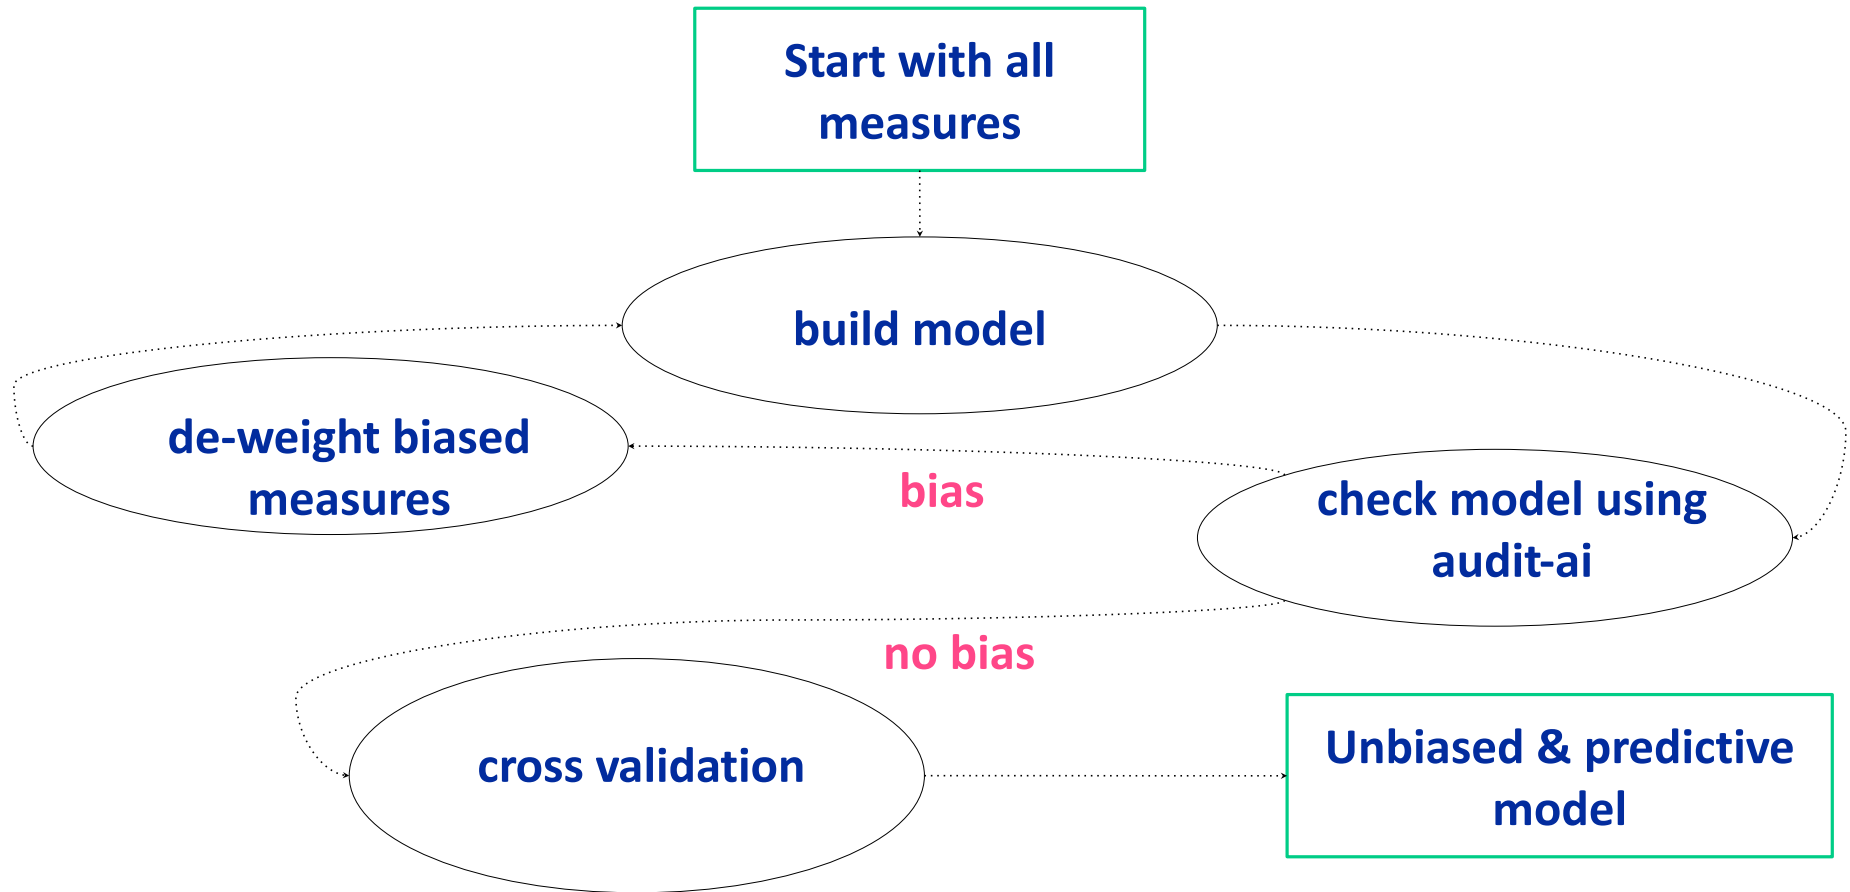 Start with all
measures
build model
de-weight biased
measures
bias
check model using
audit-ai
no bias
cross validation
Unbiased & predictive
model